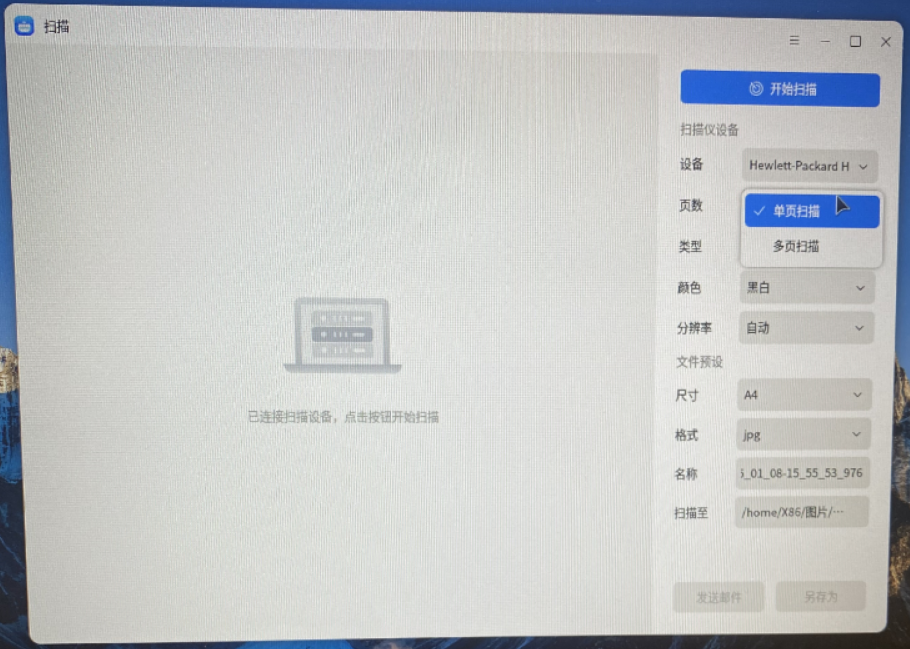 扫描
开始扫描
扫描仪设备
设备 Hewlett-Packard H
页数 单页扫描
多页扫描
类型
颜色 黑白
分辨率 自动
文件预设
尺寸 A4
格式 jpg
名称 _01_08-15_55_53_976
扫描至 /home/X86/图片/···
已连接扫描设备，点击按钮开始扫描
发送邮件 另存为